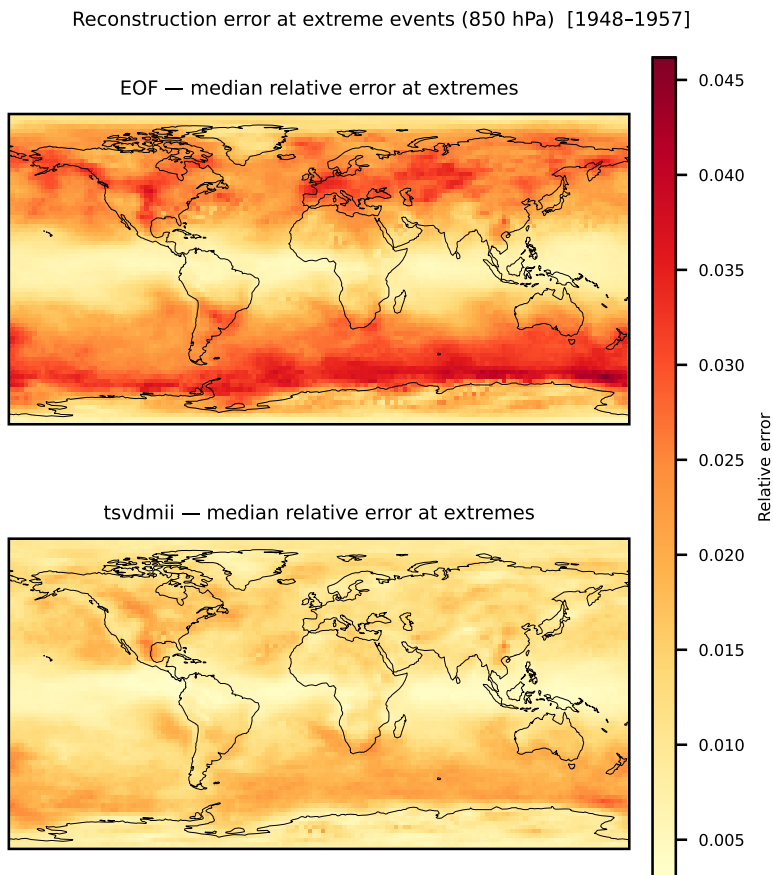 Reconstruction error at extreme events (850 hPa)  [1948–1957]
EOF — median relative error at extremes
tsvdmii — median relative error at extremes
0.045
0.040
0.035
0.030
0.025
0.020
0.015
0.010
0.005
Relative error